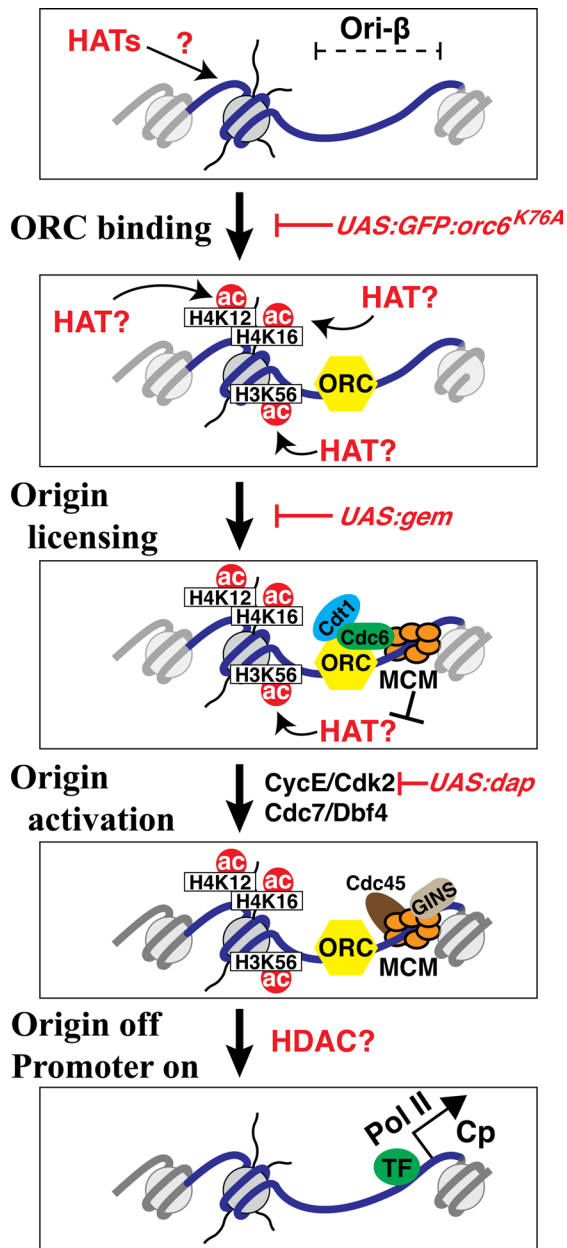 HATs
?
Ori-β
ORC binding
UAS:GFP:orc6K76A
ac
H4K12
ac
H4K16
HAT?
HAT?
H3K56
ac
ORC
HAT?
Origin
licensing
UAS:gem
ac
H4K12
ac
H4K16
Cdt1
Cdc6
ORC
H3K56
ac
MCM
HAT?
Origin
activation
CycE/Cdk2
Cdc7/Dbf4
UAS:dap
ac
H4K12
ac
H4K16
Cdc45
GINS
ORC
H3K56
ac
MCM
Origin off
Promoter on
HDAC?
Pol II
Cp
TF